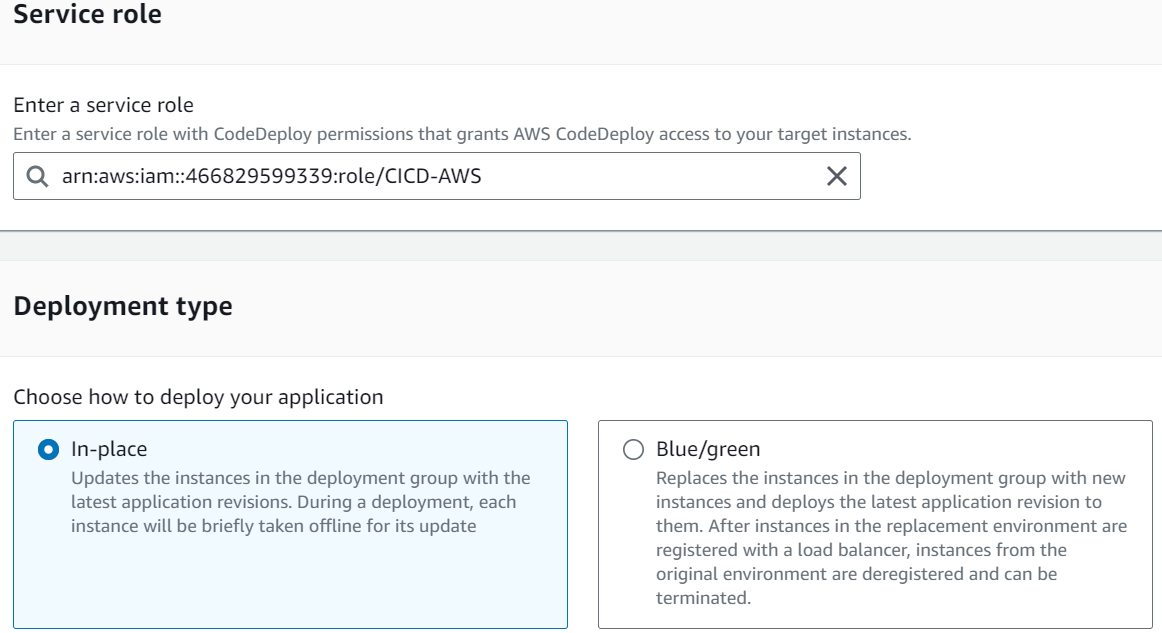 Service role
Enter a service role
Enter a service role with CodeDeploy permissions that grants AWS CodeDeploy access to your target instances.
arn:aws:iam::466829599339:role/CICD-AWS
Deployment type
Choose how to deploy your application
In-place
Updates the instances in the deployment group with the
latest application revisions. During a deployment, each
instance will be briefly taken offline for its update
Blue/green
Replaces the instances in the deployment group with new
instances and deploys the latest application revision to
them. After instances in the replacement environment are
registered with a load balancer, instances from the
original environment are deregistered and can be
terminated.